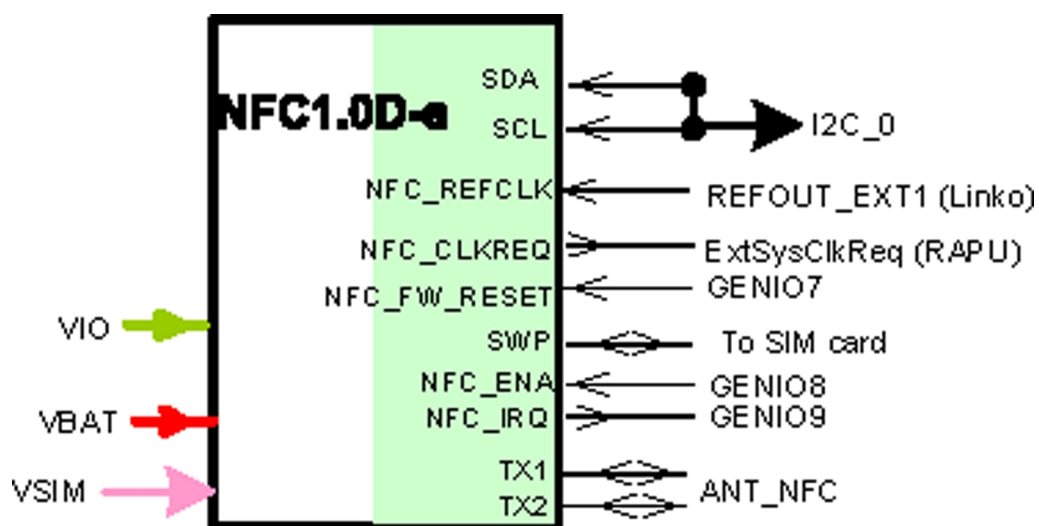 NFC1.0D-a
SDA
SCL
I2C_0
NFC_REFCLK
REFOUT_EXT1 (Linko)
NFC_CLKREQ
ExtSysClkReq (RAPU)
NFC_FW_RESET
GENIO7
VIO
SWP
To SIM card
NFC_ENA
GENIO8
VBAT
NFC_IRQ
GENIO9
TX1
VSIM
ANT_NFC
TX2